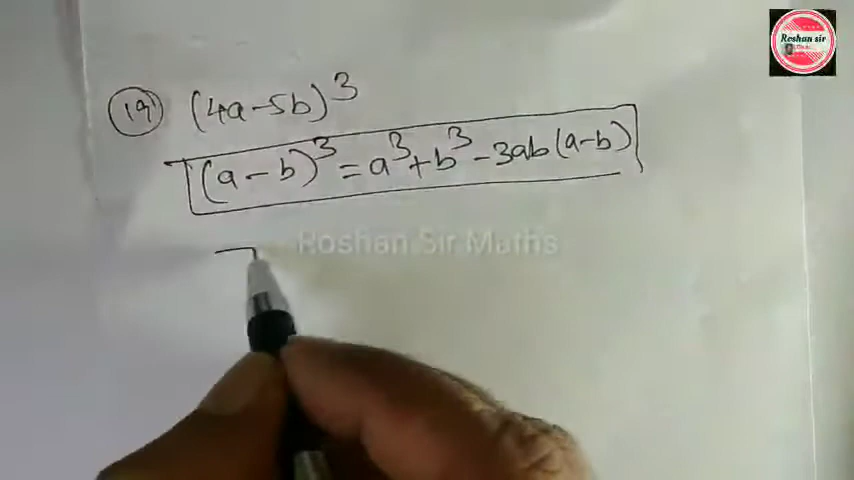 Roshan sir
(19) (4a-5b)³
(a-b)³ = a³+b³-3ab(a-b)
Roshan Sir Maths